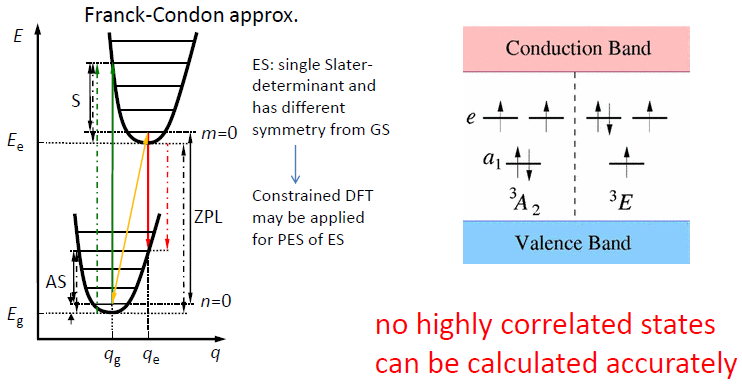 Franck-Condon approx.
E
S
m=0
E_e
ZPL
AS
n=0
E_g
q_g
q_e
q
ES: single Slater-
determinant and
has different
symmetry from GS
Constrained DFT
may be applied
for PES of ES
Conduction Band
e
a₁
³A₂
³E
Valence Band
no highly correlated states
can be calculated accurately